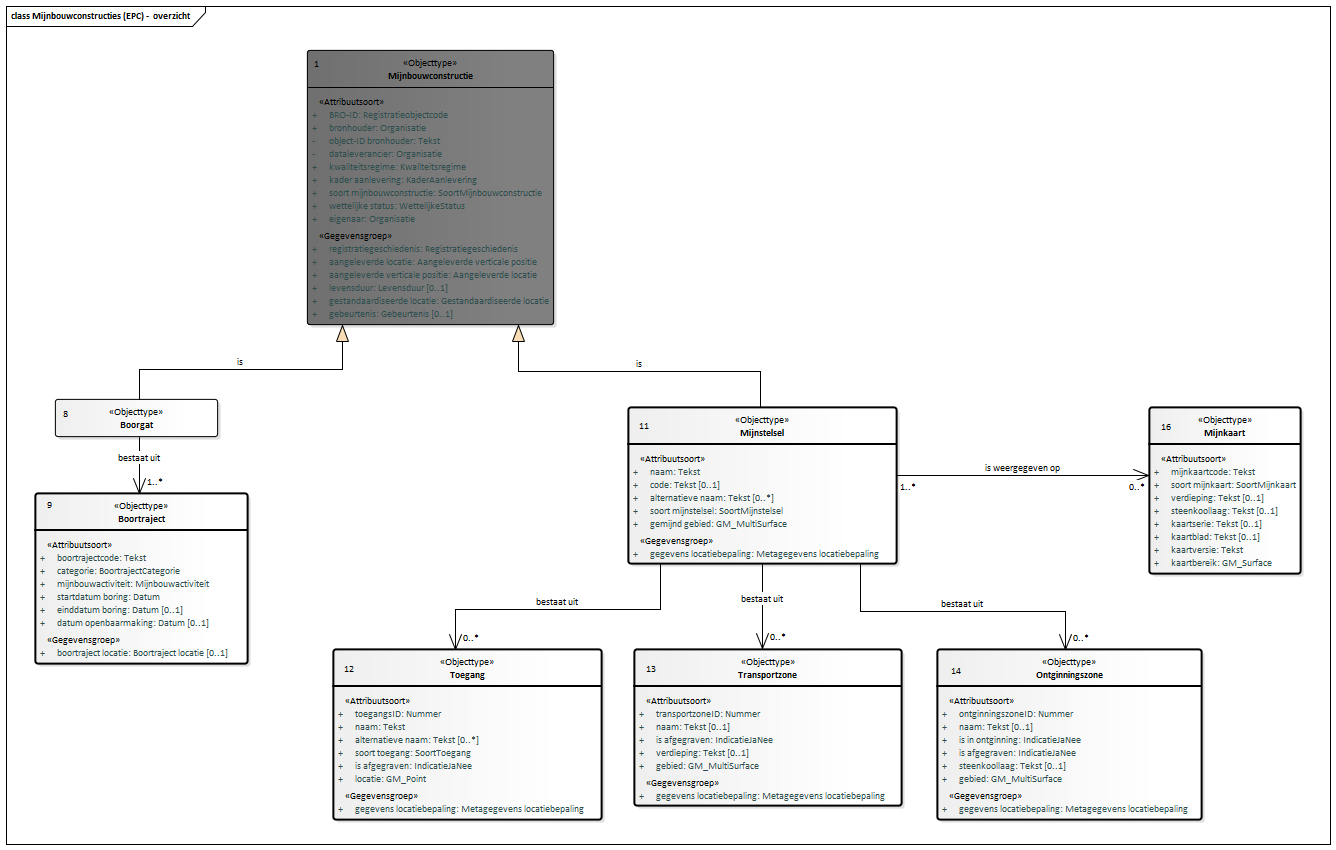 class Mijnbouwconstructies (EPC) - overzicht
1
«Objecttype»
Mijnbouwconstructie
«Attribuutsoort»
+ BRO-ID: Registratieobjectcode
+ bronhouder: Organisatie
- object-ID bronhouder: Tekst
- dataleverancier: Organisatie
+ kwaliteitsregime: Kwaliteitsregime
+ kader aanlevering: KaderAanlevering
+ soort mijnbouwconstructie: SoortMijnbouwconstructie
+ wettelijke status: WettelijkeStatus
+ eigenaar: Organisatie
«Gegevensgroep»
+ registratiegeschiedenis: Registratiegeschiedenis
+ aangeleverde locatie: Aangeleverde verticale positie
+ aangeleverde verticale positie: Aangeleverde locatie
+ levensduur: Levensduur [0..1]
+ gestandaardiseerde locatie: Gestandaardiseerde locatie
+ gebeurtenis: Gebeurtenis [0..1]
is
is
8
«Objecttype»
Boorgat
bestaat uit
1..*
9
«Objecttype»
Boortraject
«Attribuutsoort»
+ boortrajectcode: Tekst
+ categorie: BoortrajectCategorie
+ mijnbouwactiviteit: Mijnbouwactiviteit
+ startdatum boring: Datum
+ einddatum boring: Datum [0..1]
+ datum openbaarmaking: Datum [0..1]
«Gegevensgroep»
+ boortraject locatie: Boortraject locatie [0..1]
11
«Objecttype»
Mijnstelsel
«Attribuutsoort»
+ naam: Tekst
+ code: Tekst [0..1]
+ alternatieve naam: Tekst [0..*]
+ soort mijnstelsel: SoortMijnstelsel
+ gemijnd gebied: GM_MultiSurface
«Gegevensgroep»
+ gegevens locatiebepaling: Metagegevens locatiebepaling
is weergegeven op
1..*
0..*
16
«Objecttype»
Mijnkaart
«Attribuutsoort»
+ mijnkaartcode: Tekst
+ soort mijnkaart: SoortMijnkaart
+ verdieping: Tekst [0..1]
+ steenkoollaag: Tekst [0..1]
+ kaartserie: Tekst [0..1]
+ kaartblad: Tekst [0..1]
+ kaartversie: Tekst
+ kaartbereik: GM_Surface
bestaat uit
0..*
bestaat uit
0..*
bestaat uit
0..*
12
«Objecttype»
Toegang
«Attribuutsoort»
+ toegangsID: Nummer
+ naam: Tekst
+ alternatieve naam: Tekst [0..*]
+ soort toegang: SoortToegang
+ is afgegraven: IndicatieJaNee
+ locatie: GM_Point
«Gegevensgroep»
+ gegevens locatiebepaling: Metagegevens locatiebepaling
13
«Objecttype»
Transportzone
«Attribuutsoort»
+ transportzoneID: Nummer
+ naam: Tekst [0..1]
+ is afgegraven: IndicatieJaNee
+ verdieping: Tekst [0..1]
+ gebied: GM_MultiSurface
«Gegevensgroep»
+ gegevens locatiebepaling: Metagegevens locatiebepaling
14
«Objecttype»
Ontginningszone
«Attribuutsoort»
+ ontginningszoneID: Nummer
+ naam: Tekst [0..1]
+ is in ontginning: IndicatieJaNee
+ is afgegraven: IndicatieJaNee
+ steenkoollaag: Tekst [0..1]
+ gebied: GM_MultiSurface
«Gegevensgroep»
+ gegevens locatiebepaling: Metagegevens locatiebepaling